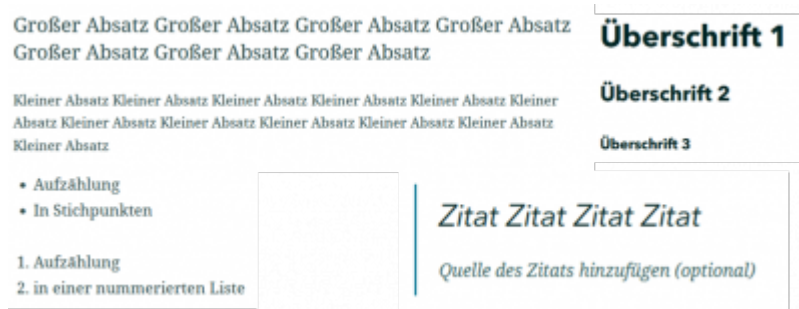 Großer Absatz Großer Absatz Großer Absatz Großer Absatz
Großer Absatz Großer Absatz Großer Absatz
Kleiner Absatz Kleiner Absatz Kleiner Absatz Kleiner Absatz Kleiner Absatz Kleiner
Absatz Kleiner Absatz Kleiner Absatz Kleiner Absatz Kleiner Absatz Kleiner Absatz
Kleiner Absatz
• Aufzählung
• In Stichpunkten
1. Aufzählung
2. in einer nummerierten Liste
Überschrift 1
Überschrift 2
Überschrift 3
Zitat Zitat Zitat Zitat
Quelle des Zitats hinzufügen (optional)